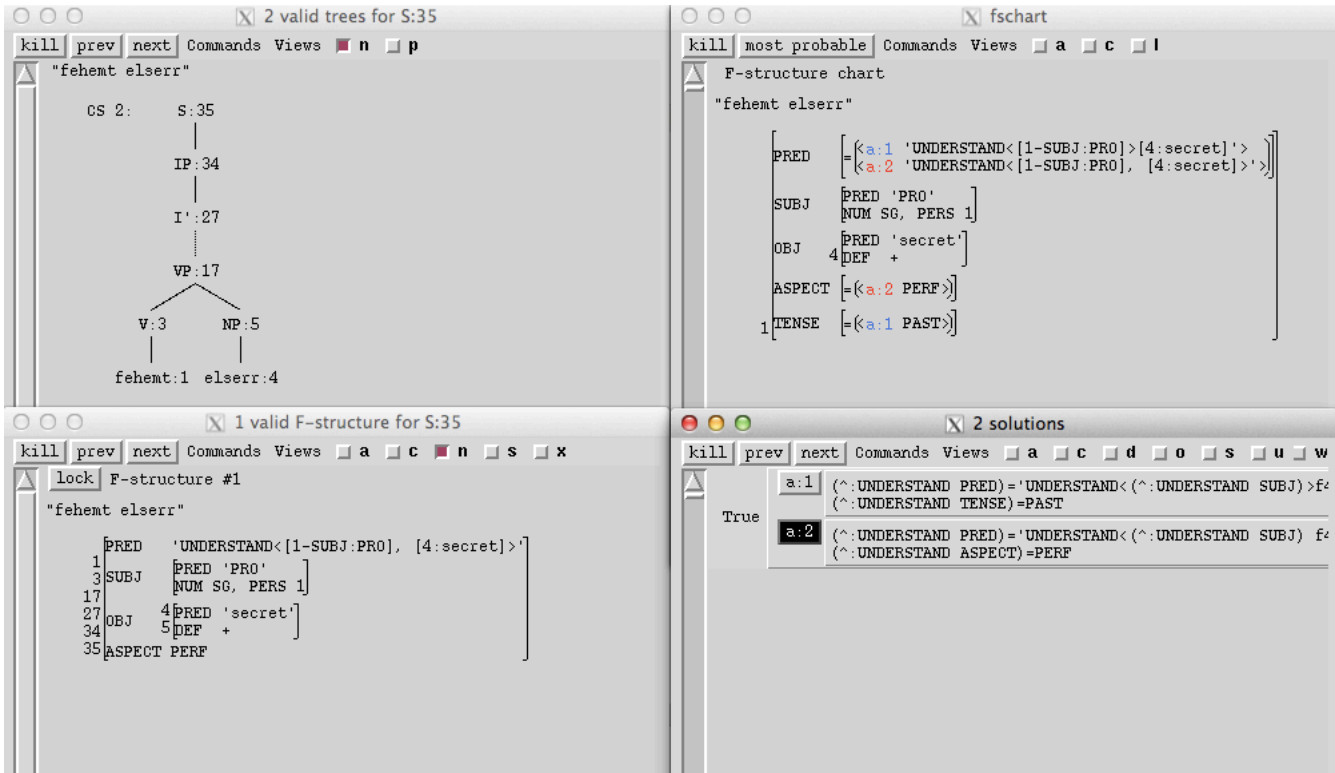 2 valid trees for S:35
kill prev next Commands Views n p
"fehemt elserr"
CS 2: S:35
IP:34
I':27
VP:17
V:3 NP:5
fehemt:1 elserr:4
fschart
kill most probable Commands Views a c l
F-structure chart
"fehemt elserr"
PRED =<a:1 'UNDERSTAND<[1-SUBJ:PRO]>[4:secret]'>
<a:2 'UNDERSTAND<[1-SUBJ:PRO], [4:secret]>'>
SUBJ PRED 'PRO'
NUM SG, PERS 1
OBJ PRED 'secret'
4 DEF +
ASPECT =<a:2 PERF>
1 TENSE =<a:1 PAST>
1 valid F-structure for S:35
kill prev next Commands Views a c n s x
lock F-structure #1
"fehemt elserr"
PRED 'UNDERSTAND<[1-SUBJ:PRO], [4:secret]>'
1
3 SUBJ PRED 'PRO'
NUM SG, PERS 1
17
27 OBJ 4 PRED 'secret'
34 5 DEF +
35 ASPECT PERF
2 solutions
kill prev next Commands Views a c d o s u w
True
a:1 (^:UNDERSTAND PRED)='UNDERSTAND<(^:UNDERSTAND SUBJ)>f4
(^:UNDERSTAND TENSE)=PAST
a:2 (^:UNDERSTAND PRED)='UNDERSTAND<(^:UNDERSTAND SUBJ) f4
(^:UNDERSTAND ASPECT)=PERF